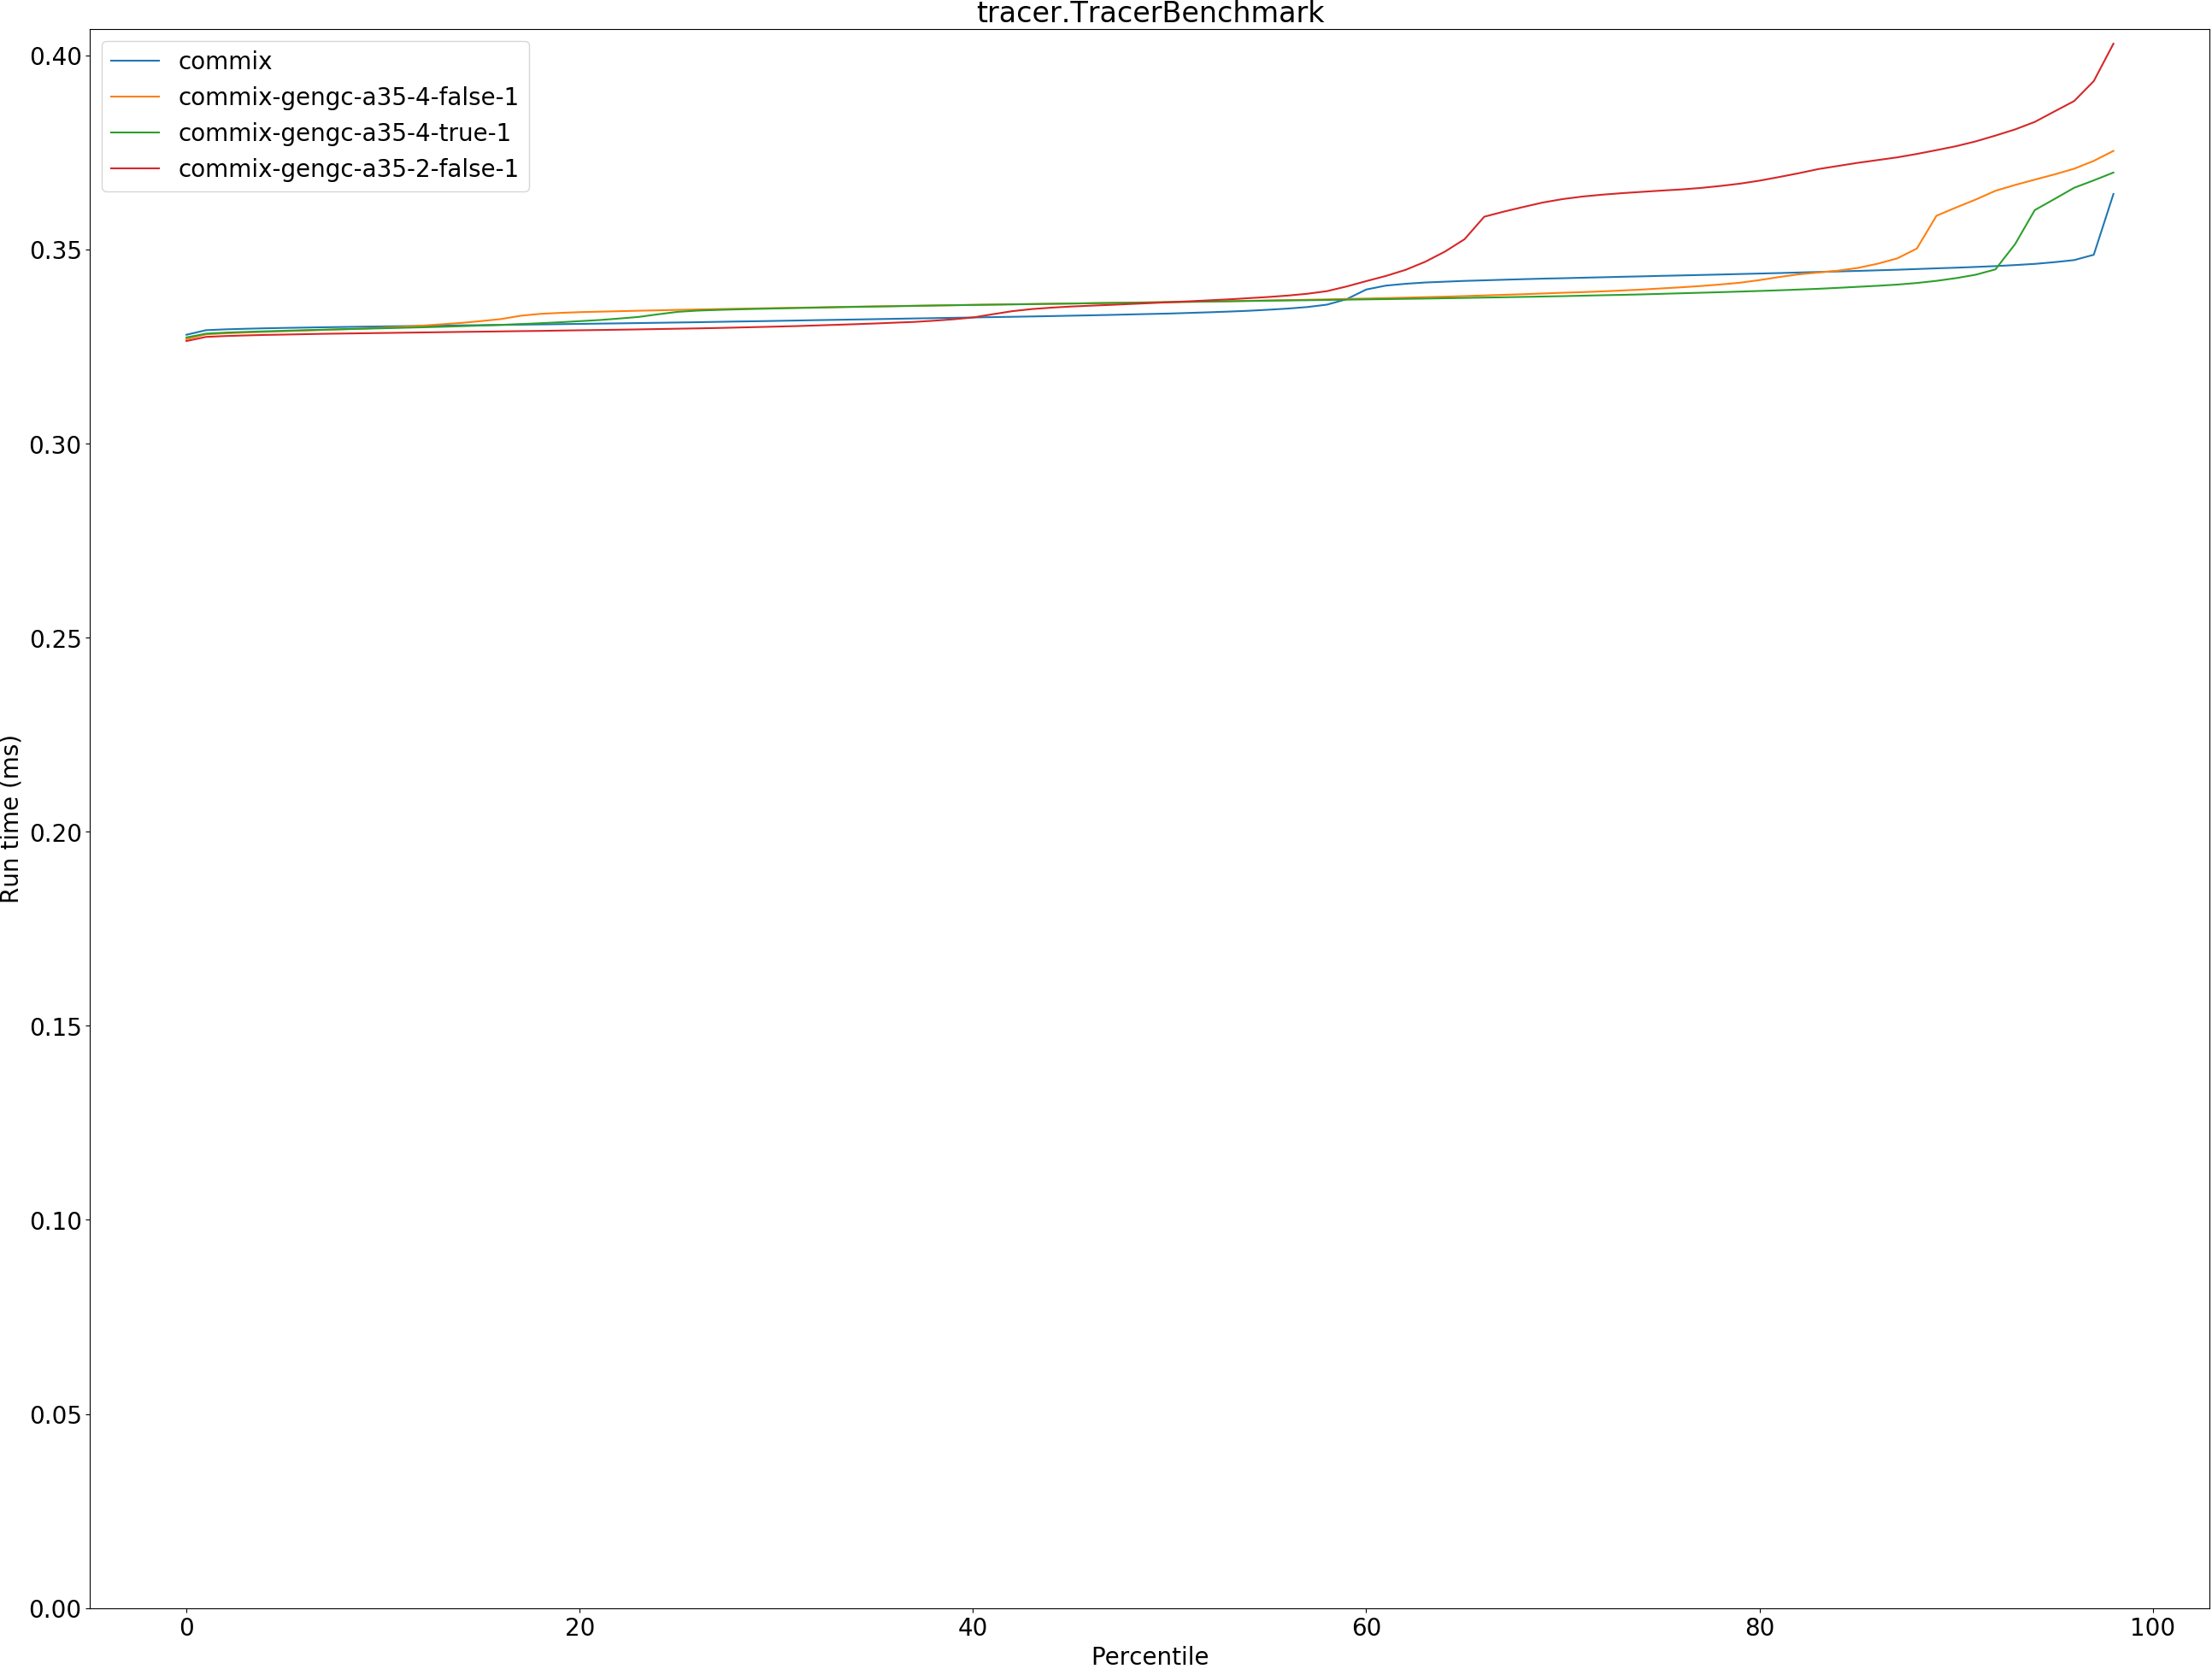 tracer.TracerBenchmark
commix
commix-gengc-a35-4-false-1
commix-gengc-a35-4-true-1
commix-gengc-a35-2-false-1
Run time (ms)
0.40
0.35
0.30
0.25
0.20
0.15
0.10
0.05
0.00
0 20 40 60 80 100
Percentile